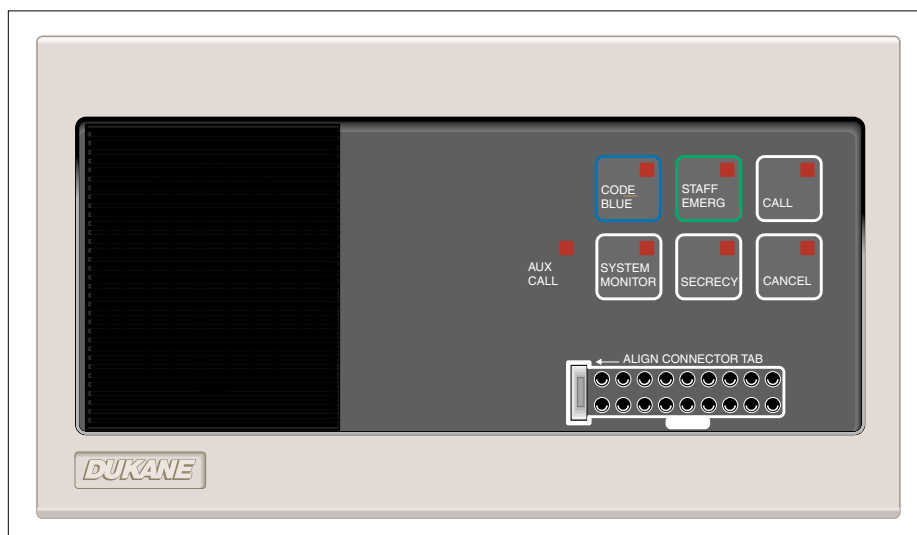 CODE
BLUE
STAFF
EMERG
CALL
AUX
CALL
SYSTEM
MONITOR
SECRECY
CANCEL
ALIGN CONNECTOR TAB
DUKANE